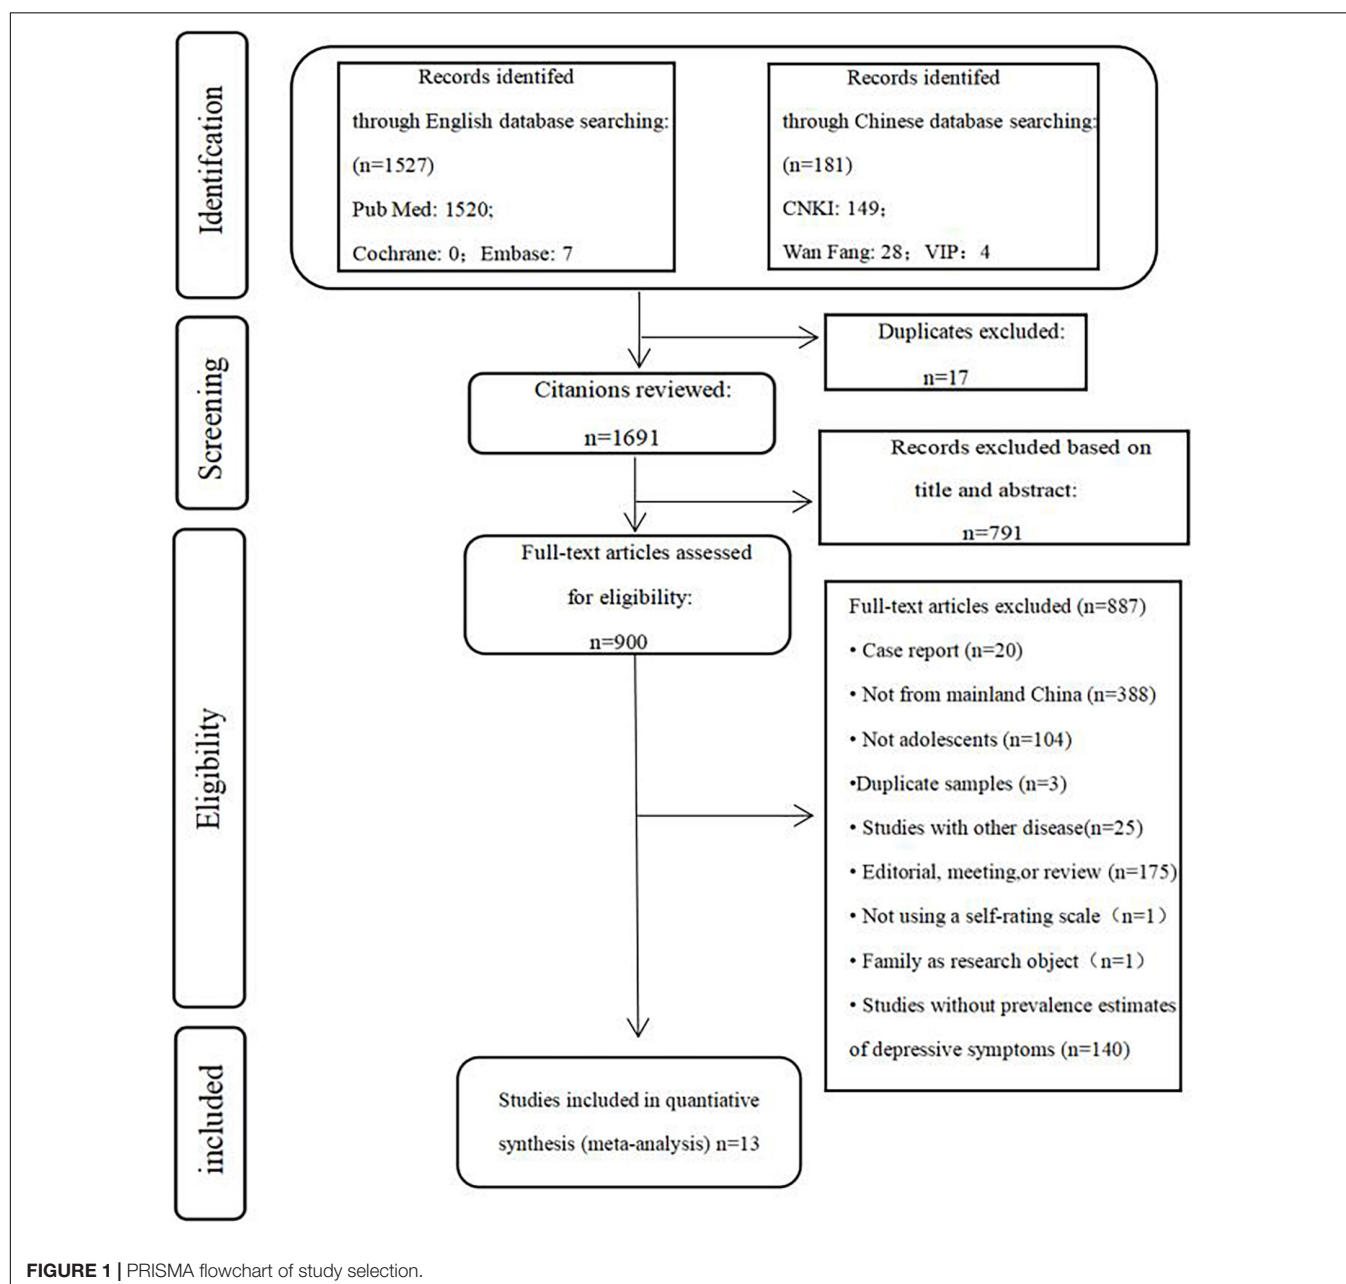 Identifcation
Records identifed
through English database searching:
(n=1527)
Pub Med: 1520;
Cochrane: 0；Embase: 7
Records identifed
through Chinese database searching:
(n=181)
CNKI: 149；
Wan Fang: 28；VIP：4
Duplicates excluded:
n=17
Screening
Citanions reviewed:
n=1691
Records excluded based on
title and abstract:
n=791
Eligibility
Full-text articles assessed
for eligibility:
n=900
Full-text articles excluded (n=887)
• Case report (n=20)
• Not from mainland China (n=388)
• Not adolescents (n=104)
•Duplicate samples (n=3)
• Studies with other disease(n=25)
• Editorial, meeting,or review (n=175)
• Not using a self-rating scale（n=1）
• Family as research object（n=1）
• Studies without prevalence estimates
of depressive symptoms (n=140)
included
Studies included in quantiative
synthesis (meta-analysis) n=13
FIGURE 1 | PRISMA flowchart of study selection.